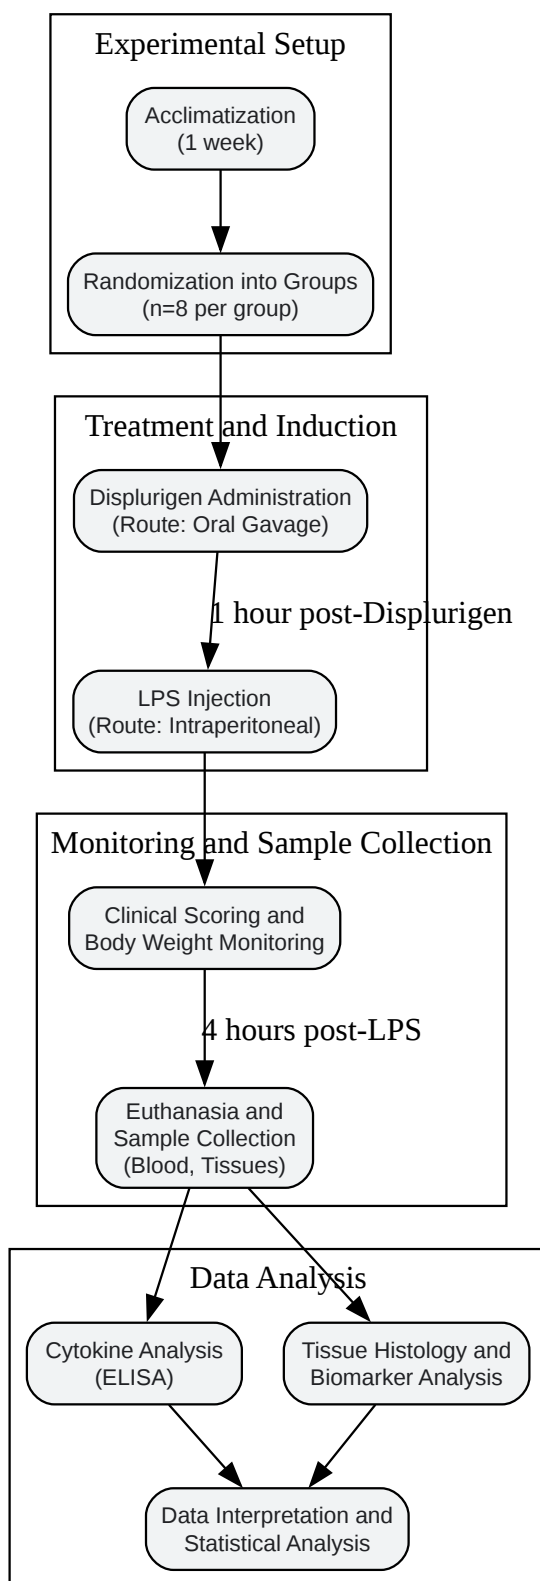 Experimental Setup
Acclimatization
(1 week)
Randomization into Groups
(n=8 per group)
Treatment and Induction
Displurigen Administration
(Route: Oral Gavage)
1 hour post-Displurigen
LPS Injection
(Route: Intraperitoneal)
Monitoring and Sample Collection
Clinical Scoring and
Body Weight Monitoring
4 hours post-LPS
Euthanasia and
Sample Collection
(Blood, Tissues)
Data Analysis
Cytokine Analysis
(ELISA)
Tissue Histology and
Biomarker Analysis
Data Interpretation and
Statistical Analysis